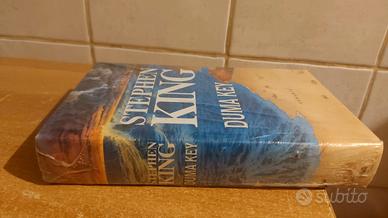 STEPHEN
KING
DUMA KEY
STEPHEN
KING
DUMA KEY
subito